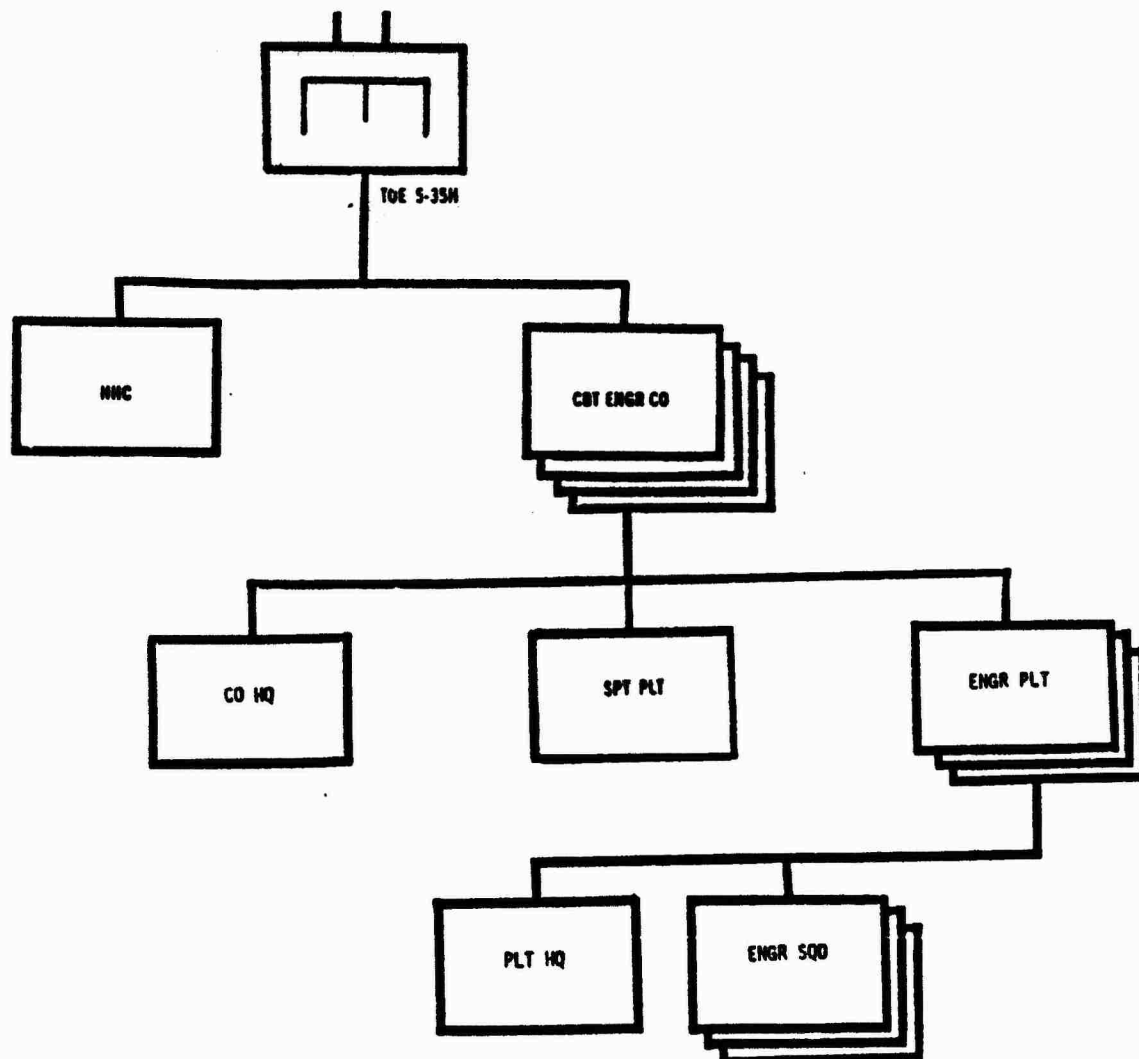 TOE 5-35H
HHC
CBT ENGR CO
CO HQ
SPT PLT
ENGR PLT
PLT HQ
ENGR SQD